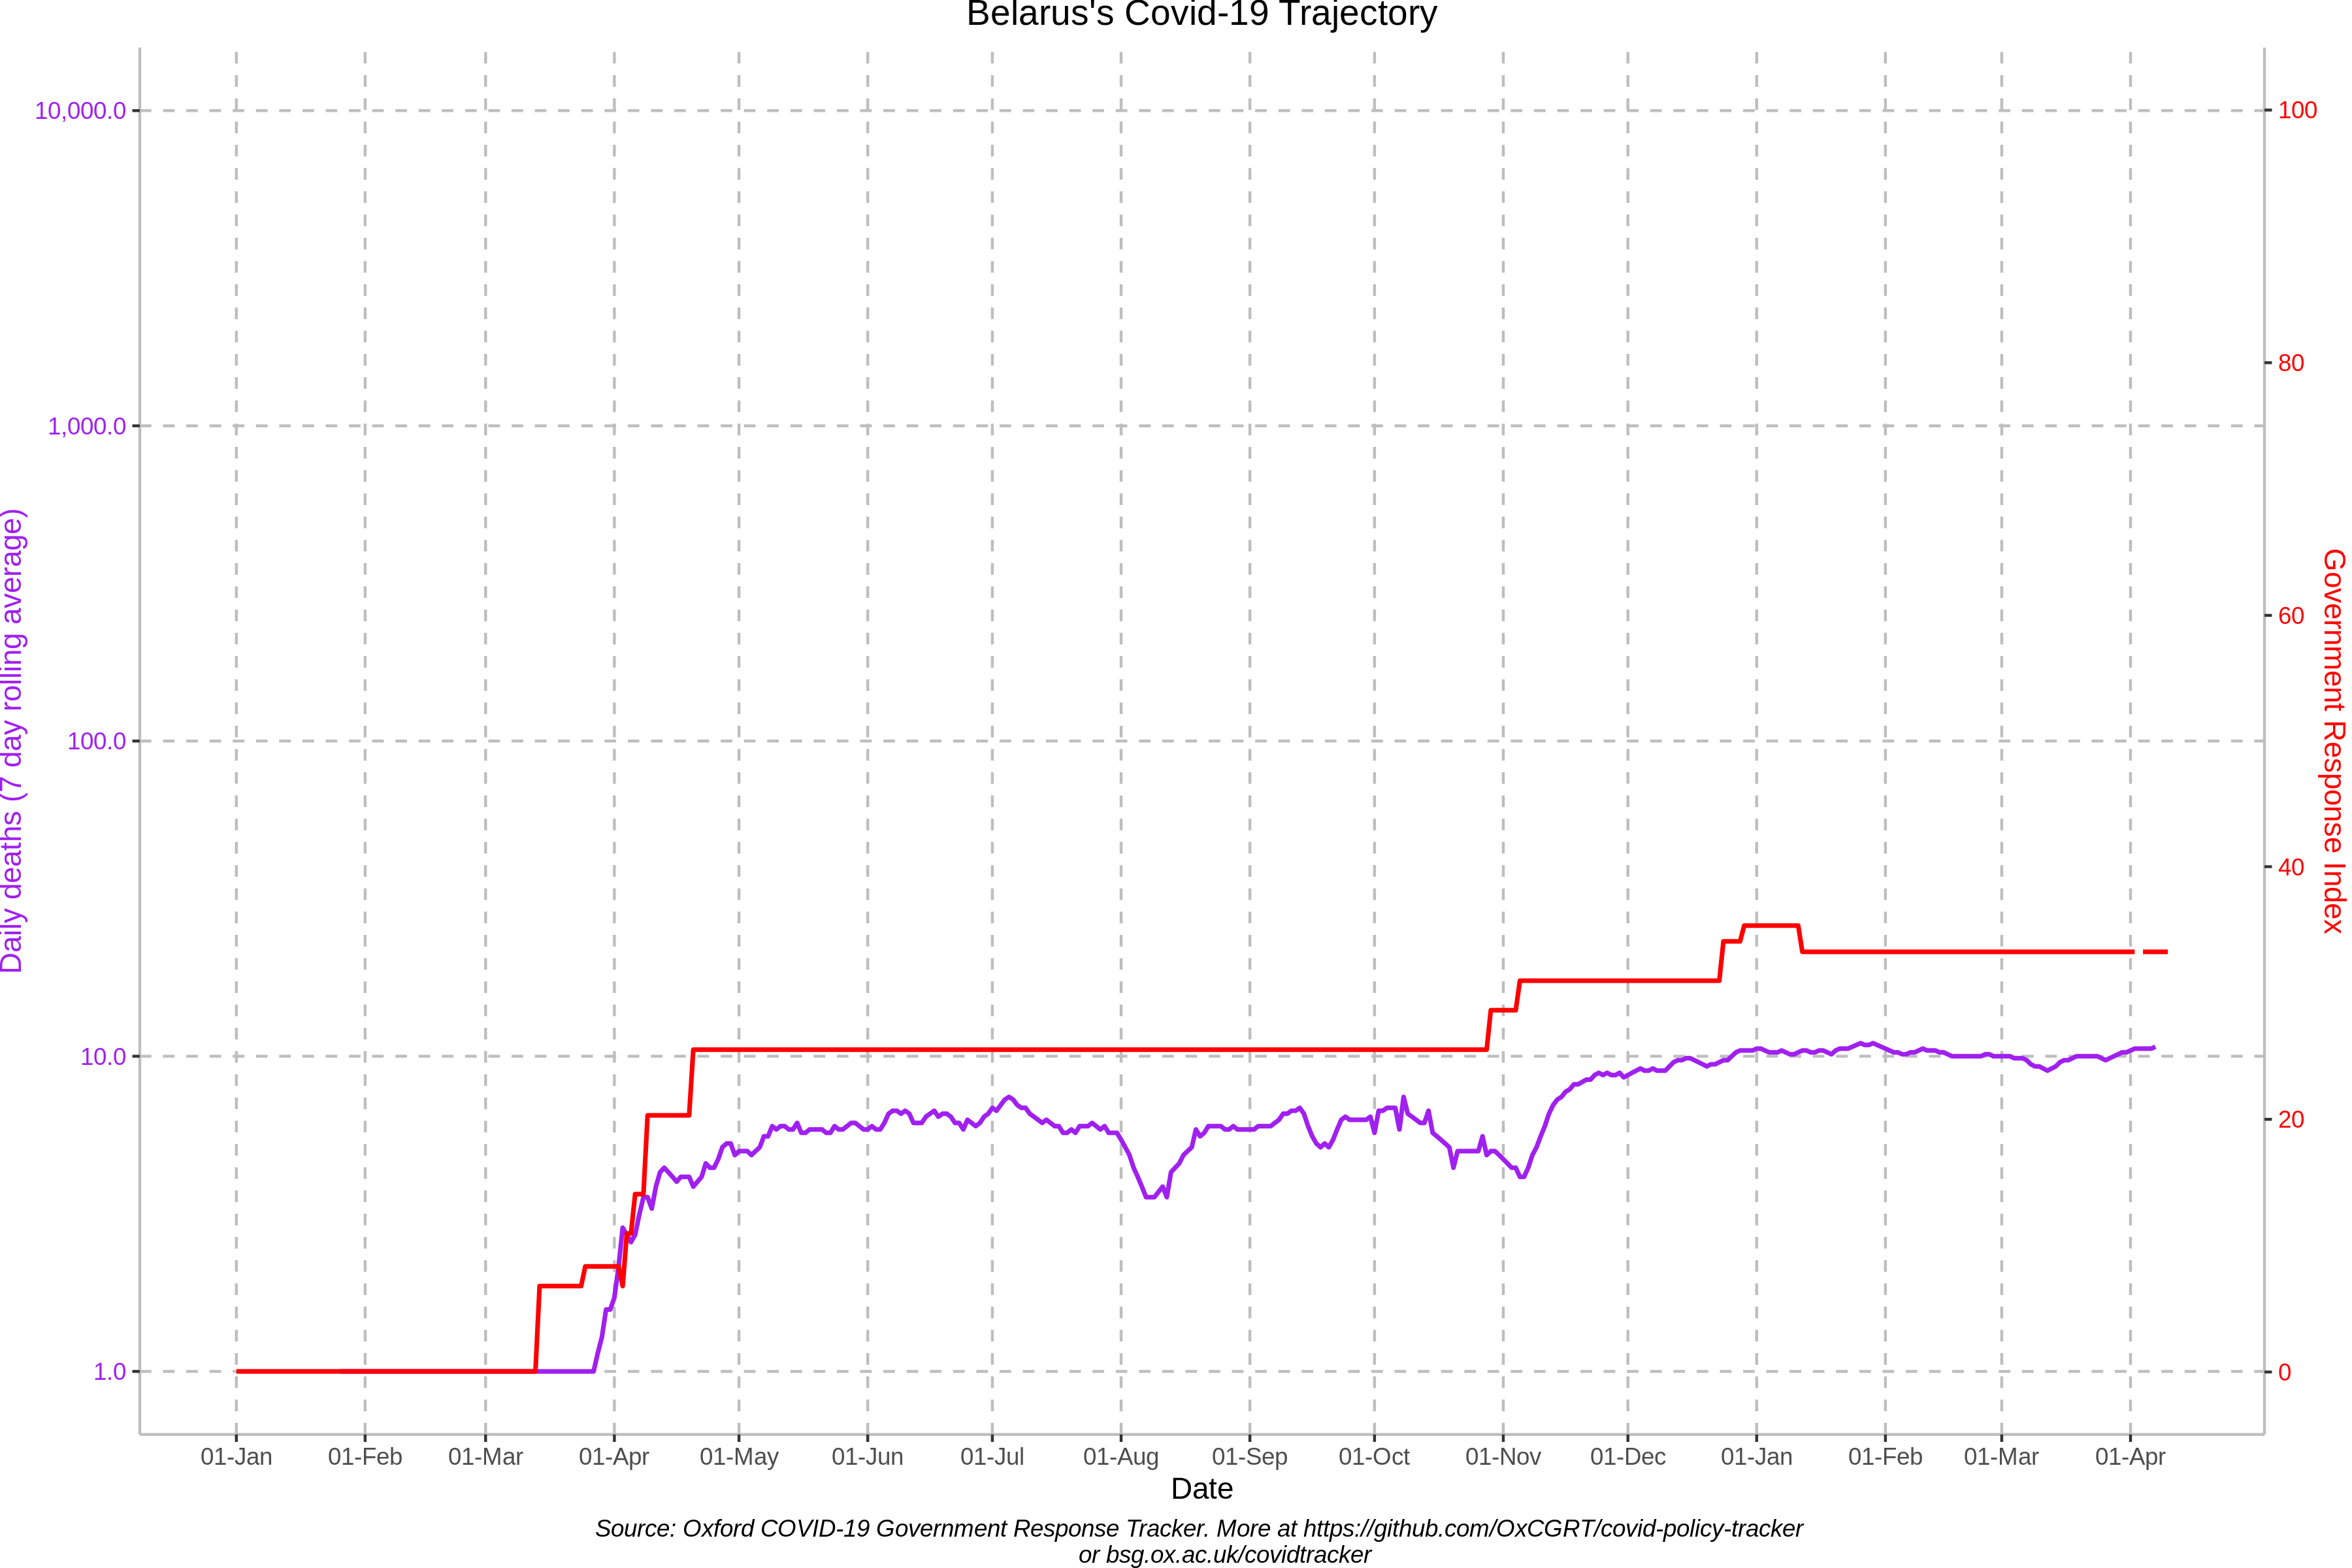 Belarus's Covid-19 Trajectory
Daily deaths (7 day rolling average)
10,000.0
1,000.0
100.0
10.0
1.0
100
80
60
40
20
0
Government Response Index
01-Jan 01-Feb 01-Mar 01-Apr 01-May 01-Jun 01-Jul 01-Aug 01-Sep 01-Oct 01-Nov 01-Dec 01-Jan 01-Feb 01-Mar 01-Apr
Date
Source: Oxford COVID-19 Government Response Tracker. More at https://github.com/OxCGRT/covid-policy-tracker
or bsg.ox.ac.uk/covidtracker